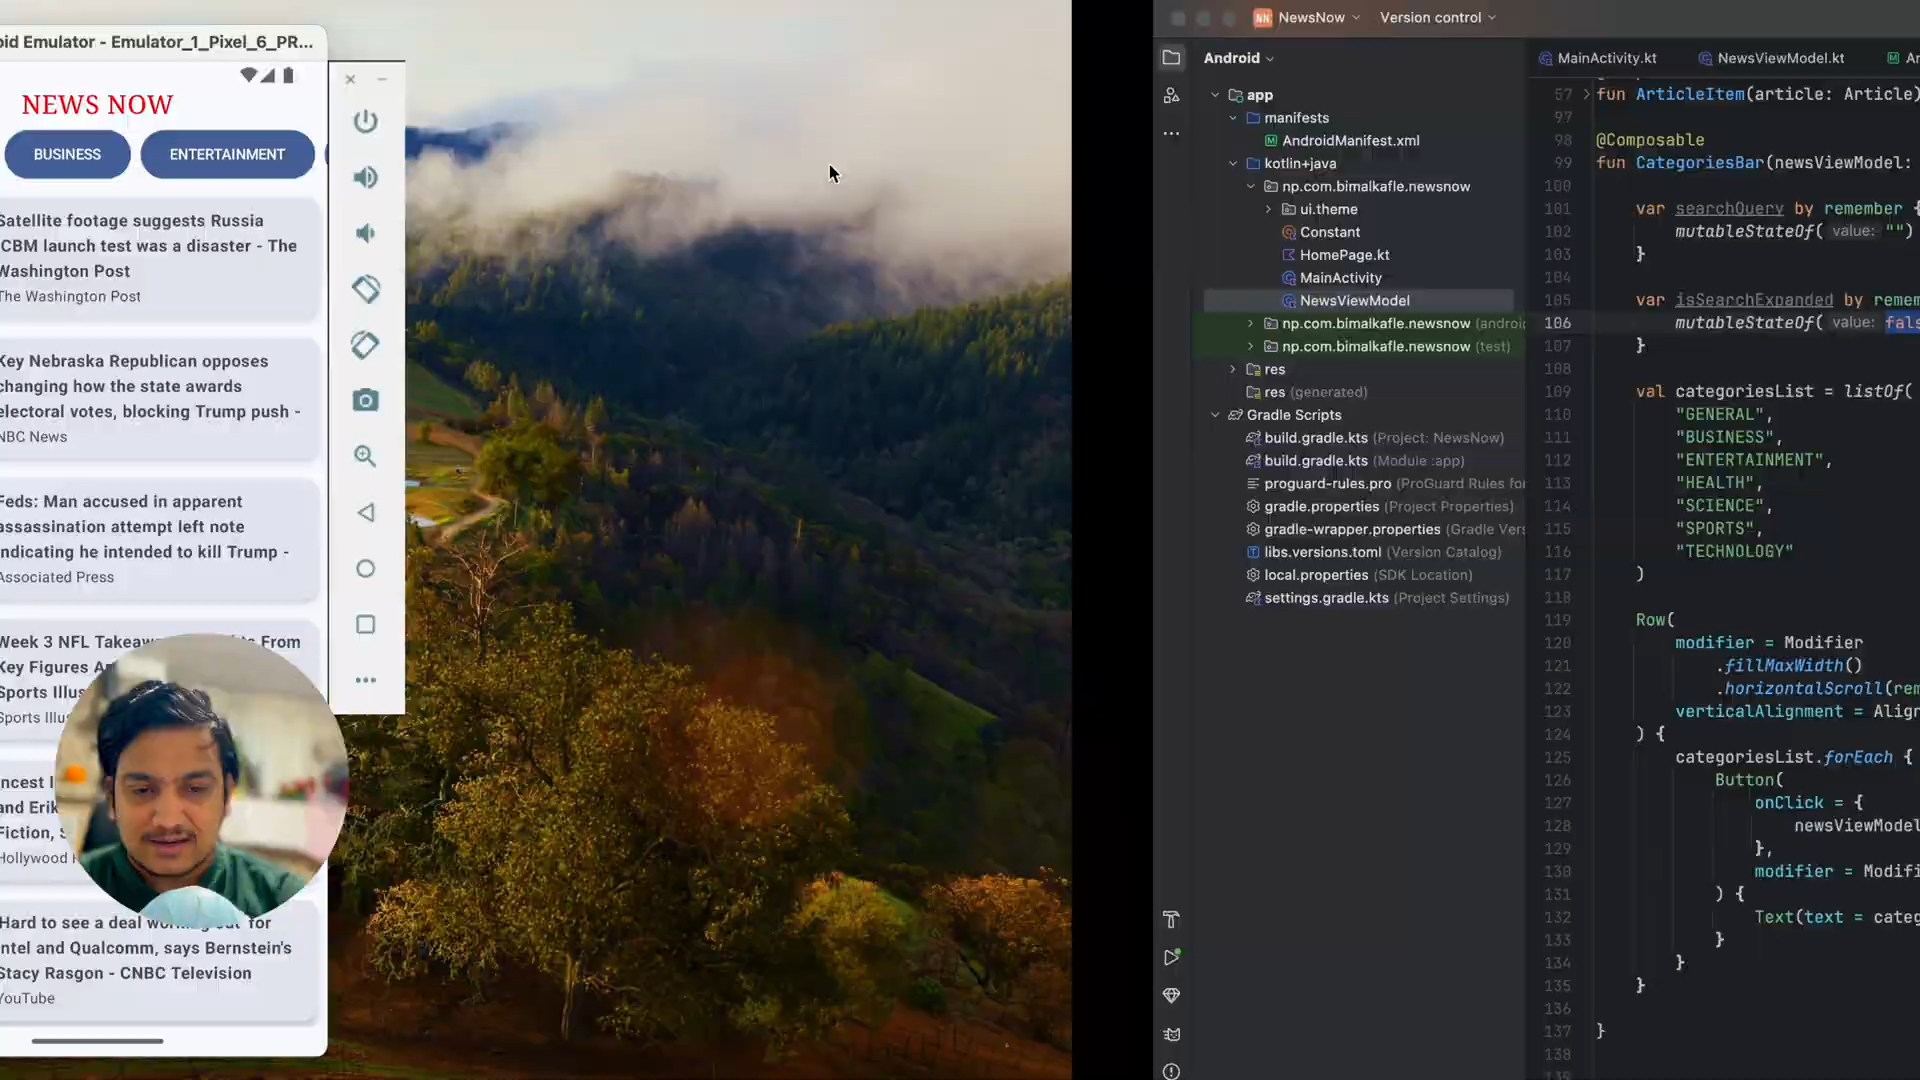 oid Emulator - Emulator_1_Pixel_6_PR...
NEWS NOW
BUSINESS
ENTERTAINMENT
Satellite footage suggests Russia
ICBM launch test was a disaster - The
Washington Post
The Washington Post
Key Nebraska Republican opposes
changing how the state awards
electoral votes, blocking Trump push -
NBC News
Feds: Man accused in apparent
assassination attempt left note
indicating he intended to kill Trump -
Associated Press
Week 3 NFL
From
Key Figures
Sports Illus
Sports Illus
and Erik
Fiction, S
Hollywood
'Hard to see a deal working out' for
Intel and Qualcomm, says Bernstein's
Stacy Rasgon - CNBC Television
YouTube
NN NewsNow
Version control
Android
app
manifests
AndroidManifest.xml
kotlin+java
np.com.bimalkafle.newsnow
ui.theme
Constant
HomePage.kt
MainActivity
NewsViewModel
np.com.bimalkafle.newsnow (androi
np.com.bimalkafle.newsnow (test)
res
res (generated)
Gradle Scripts
build.gradle.kts (Project: NewsNow)
build.gradle.kts (Module :app)
proguard-rules.pro (ProGuard Rules for
gradle.properties (Project Properties)
gradle-wrapper.properties (Gradle Vers
libs.versions.toml (Version Catalog)
local.properties (SDK Location)
settings.gradle.kts (Project Settings)
MainActivity.kt
NewsViewModel.kt
57 fun ArticleItem(article: Article)
97
98 @Composable
99 fun CategoriesBar(newsViewModel:
100
101 var searchQuery by remember {
102 mutableStateOf( value: "")
103 }
104
105 var isSearchExpanded by remem
106 mutableStateOf( value: fals
107 }
108
109 val categoriesList = listOf(
110 "GENERAL",
111 "BUSINESS",
112 "ENTERTAINMENT",
113 "HEALTH",
114 "SCIENCE",
115 "SPORTS",
116 "TECHNOLOGY"
117 )
118
119 Row(
120 modifier = Modifier
121 .fillMaxWidth()
122 .horizontalScroll(rem
123 verticalAlignment = Align
124 ) {
125 categoriesList.forEach {
126 Button(
127 onClick = {
128 newsViewModel
129 },
130 modifier = Modifi
131 ) {
132 Text(text = categ
133 }
134 }
135 }
136
137 }
138